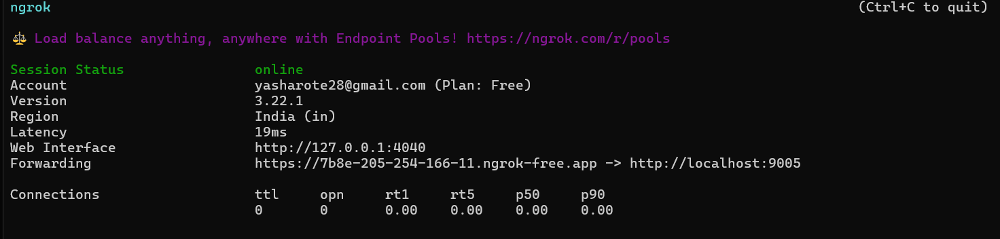 ngrok (Ctrl+C to quit)
⚖️ Load balance anything, anywhere with Endpoint Pools! https://ngrok.com/r/pools
Session Status online
Account yasharote28@gmail.com (Plan: Free)
Version 3.22.1
Region India (in)
Latency 19ms
Web Interface http://127.0.0.1:4040
Forwarding https://7b8e-205-254-166-11.ngrok-free.app -> http://localhost:9005
Connections ttl opn rt1 rt5 p50 p90
0 0 0.00 0.00 0.00 0.00